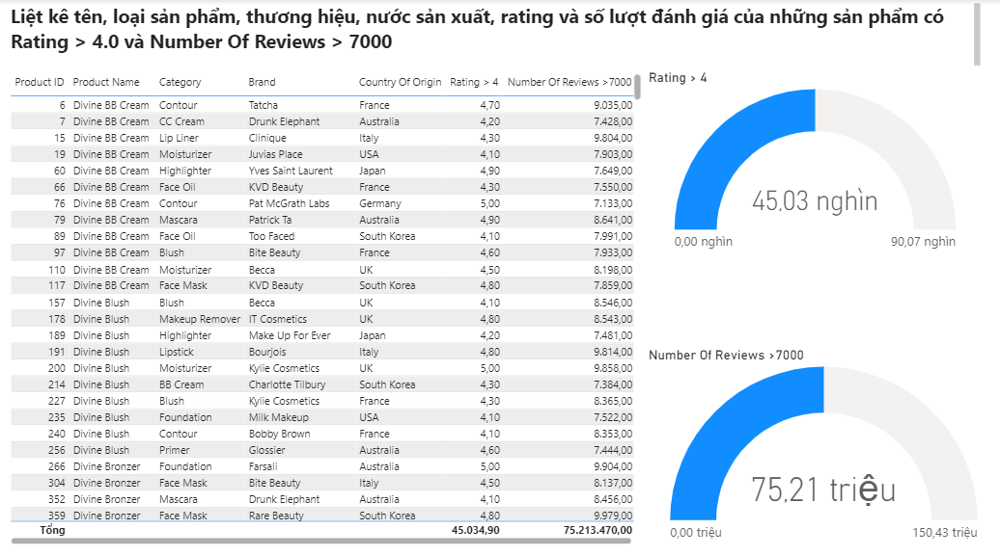 Liệt kê tên, loại sản phẩm, thương hiệu, nước sản xuất, rating và số lượt đánh giá của những sản phẩm có
Rating > 4.0 và Number Of Reviews > 7000
Product ID Product Name Category Brand Country Of Origin Rating > 4 Number Of Reviews >7000
6 Divine BB Cream Contour Tatcha France 4,70 9.035,00
7 Divine BB Cream CC Cream Drunk Elephant Australia 4,20 7.428,00
15 Divine BB Cream Lip Liner Clinique Italy 4,30 9.804,00
19 Divine BB Cream Moisturizer Juvias Place USA 4,10 7.903,00
60 Divine BB Cream Highlighter Yves Saint Laurent Japan 4,90 7.649,00
66 Divine BB Cream Face Oil KVD Beauty France 4,30 7.550,00
76 Divine BB Cream Contour Pat McGrath Labs Germany 5,00 7.133,00
79 Divine BB Cream Mascara Patrick Ta Australia 4,90 8.641,00
89 Divine BB Cream Face Oil Too Faced South Korea 4,10 7.991,00
97 Divine BB Cream Blush Bite Beauty France 4,60 7.933,00
110 Divine BB Cream Moisturizer Becca UK 4,50 8.198,00
117 Divine BB Cream Face Mask KVD Beauty South Korea 4,80 7.859,00
157 Divine Blush Blush Becca UK 4,10 8.546,00
178 Divine Blush Makeup Remover IT Cosmetics UK 4,80 8.543,00
189 Divine Blush Highlighter Make Up For Ever Japan 4,20 7.481,00
191 Divine Blush Lipstick Bourjois Italy 4,80 9.814,00
200 Divine Blush Moisturizer Kylie Cosmetics UK 5,00 9.858,00
214 Divine Blush BB Cream Charlotte Tilbury South Korea 4,30 7.384,00
227 Divine Blush Blush Kylie Cosmetics France 4,30 8.365,00
235 Divine Blush Foundation Milk Makeup USA 4,10 7.522,00
240 Divine Blush Contour Bobby Brown France 4,10 8.353,00
256 Divine Blush Primer Glossier Australia 4,60 7.444,00
266 Divine Bronzer Foundation Farsali Australia 5,00 9.904,00
304 Divine Bronzer Face Mask Bite Beauty Italy 4,50 8.137,00
352 Divine Bronzer Mascara Drunk Elephant Australia 4,10 8.456,00
359 Divine Bronzer Face Mask Rare Beauty South Korea 4,80 9.979,00
Tổng 45.034,90 75.213.470,00
Rating > 4
45,03 nghìn
0,00 nghìn 90,07 nghìn
Number Of Reviews >7000
75,21 triệu
0,00 triệu 150,43 triệu